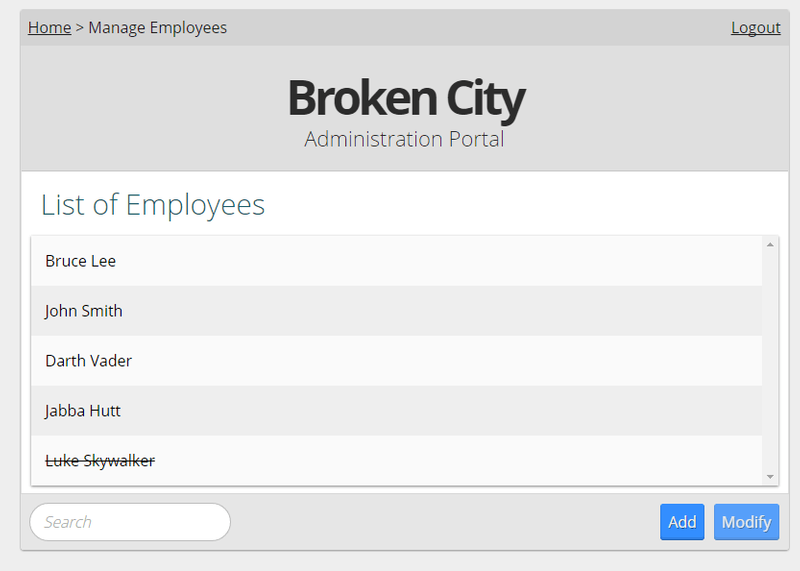 Home > Manage Employees
Logout
Broken City
Administration Portal
List of Employees
Bruce Lee
John Smith
Darth Vader
Jabba Hutt
Luke Skywalker
Search
Add
Modify